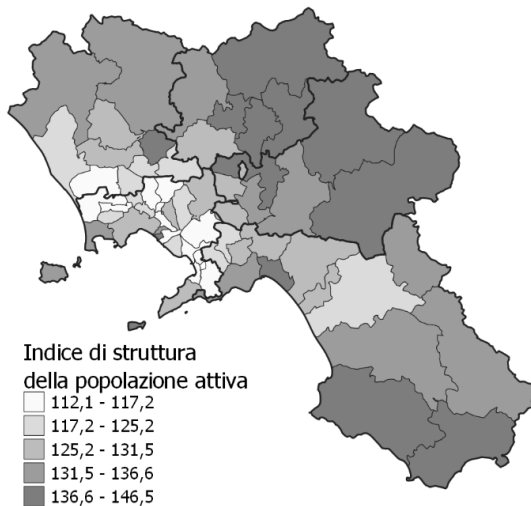 Indice di struttura
della popolazione attiva
112,1 - 117,2
117,2 - 125,2
125,2 - 131,5
131,5 - 136,6
136,6 - 146,5